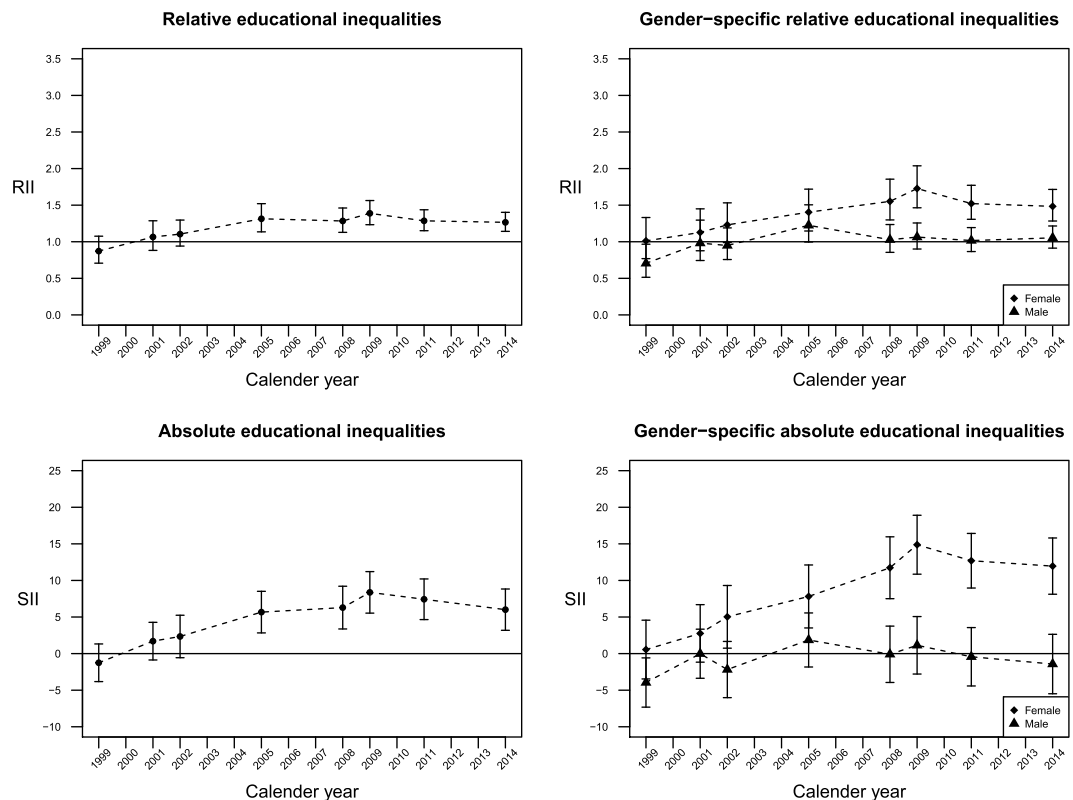 Relative educational inequalities
3.5
3.0
2.5
2.0
1.5
1.0
0.5
0.0
RII
1999 2000 2001 2002 2003 2004 2005 2006 2007 2008 2009 2010 2011 2012 2013 2014
Calender year
Gender−specific relative educational inequalities
3.5
3.0
2.5
2.0
1.5
1.0
0.5
0.0
RII
Female
Male
1999 2000 2001 2002 2003 2004 2005 2006 2007 2008 2009 2010 2011 2012 2013 2014
Calender year
Absolute educational inequalities
25
20
15
10
5
0
−5
−10
SII
1999 2000 2001 2002 2003 2004 2005 2006 2007 2008 2009 2010 2011 2012 2013 2014
Calender year
Gender−specific absolute educational inequalities
25
20
15
10
5
0
−5
−10
SII
Female
Male
1999 2000 2001 2002 2003 2004 2005 2006 2007 2008 2009 2010 2011 2012 2013 2014
Calender year